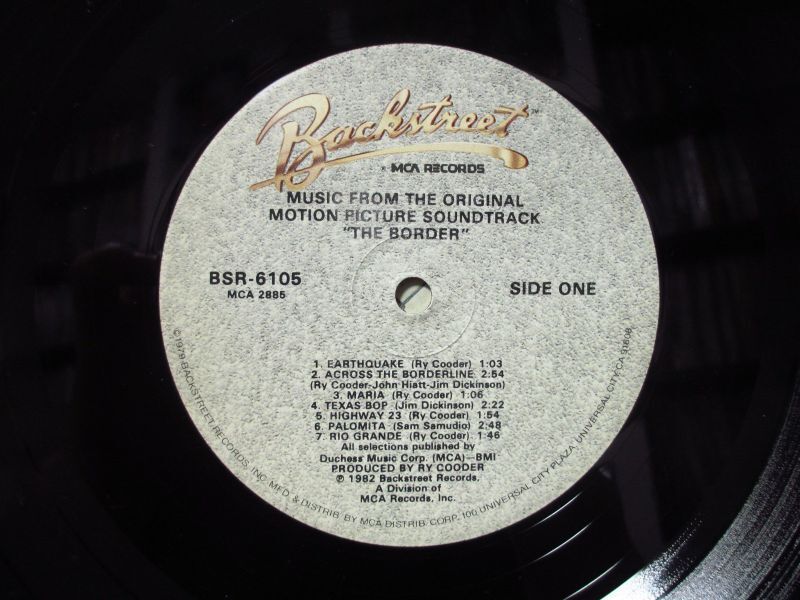 Backstreet™
MCA RECORDS
MUSIC FROM THE ORIGINAL
MOTION PICTURE SOUNDTRACK
"THE BORDER"
BSR-6105
MCA 2885
SIDE ONE
1. EARTHQUAKE (Ry Cooder) 1:03
2. ACROSS THE BORDERLINE 2:54
(Ry Cooder-John Hiatt-Jim Dickinson)
3. MARIA (Ry Cooder) 1:06
4. TEXAS BOP (Jim Dickinson) 2:22
5. HIGHWAY 23 (Ry Cooder) 1:54
6. PALOMITA (Sam Samudio) 2:48
7. RIO GRANDE (Ry Cooder) 1:46
All selections published by
Duchess Music Corp. (MCA)—BMI
PRODUCED BY RY COODER
℗ 1982 Backstreet Records,
A Division of
MCA Records, Inc.
©1979 BACKSTREET RECORDS, INC. MFD. & DISTRIB. BY MCA DISTRIB. CORP. 100 UNIVERSAL CITY PLAZA, UNIVERSAL CITY, CA 91608